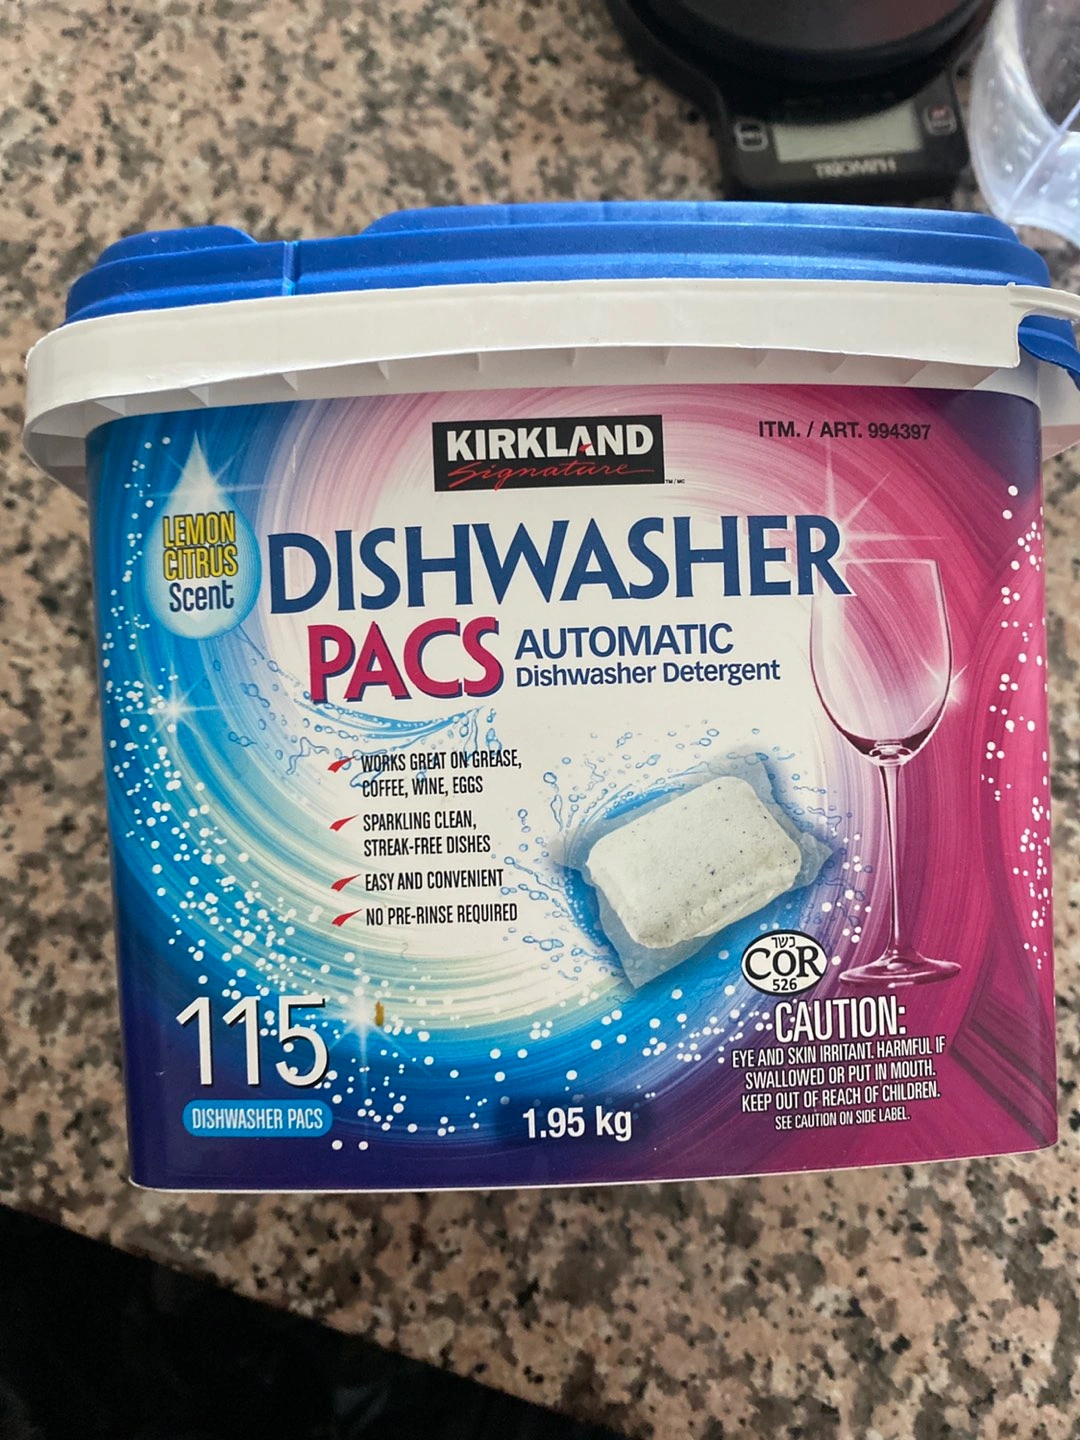 TRIOMPH
KIRKLAND
Signature
TM/MC
ITM. / ART. 994397
LEMON
CITRUS
Scent
DISHWASHER
PACS
AUTOMATIC
Dishwasher Detergent
WORKS GREAT ON GREASE,
COFFEE, WINE, EGGS
SPARKLING CLEAN,
STREAK-FREE DISHES
EASY AND CONVENIENT
NO PRE-RINSE REQUIRED
כשר
COR
526
CAUTION:
EYE AND SKIN IRRITANT. HARMFUL IF
SWALLOWED OR PUT IN MOUTH.
KEEP OUT OF REACH OF CHILDREN.
SEE CAUTION ON SIDE LABEL.
115
DISHWASHER PACS
1.95 kg